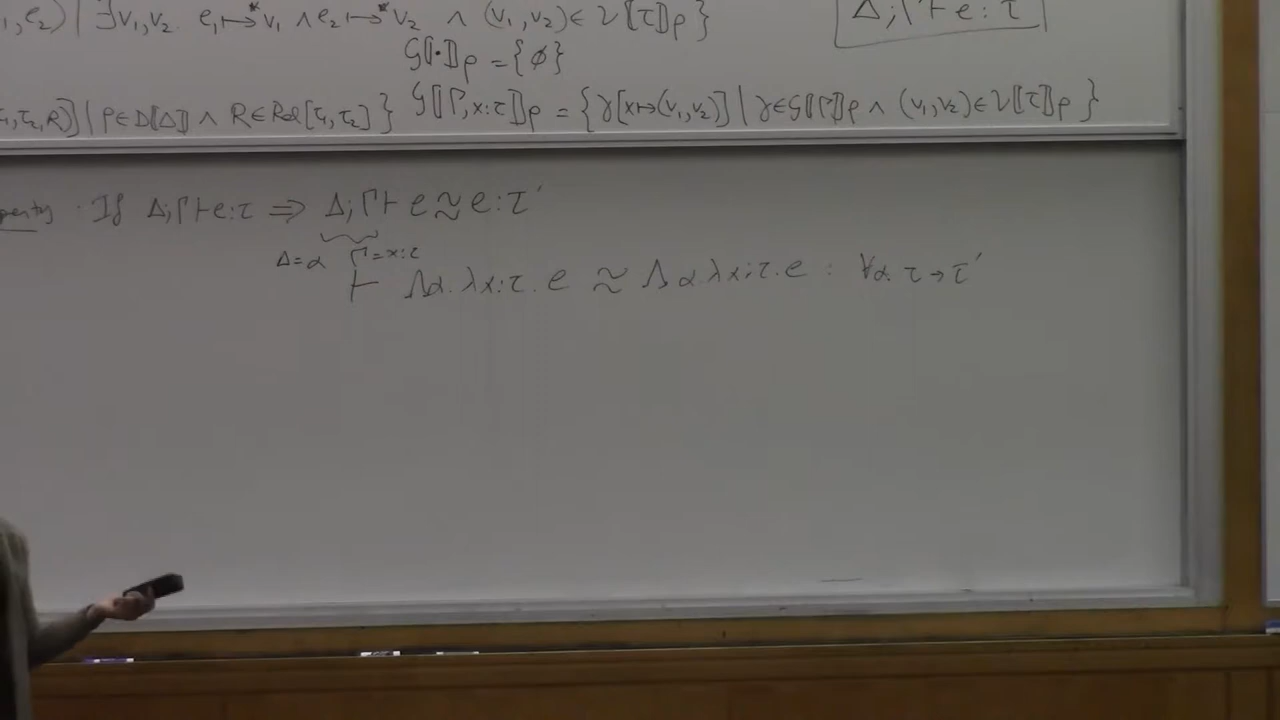 , e₂) | ∃v₁,v₂. e₁ ↦* v₁ ∧ e₂ ↦* v₂ ∧ (v₁,v₂) ∈ V⟦τ⟧ρ }
Δ;Γ ⊢ e : τ
G⟦·⟧ρ = {∅}
τ₁,τ₂,R)] | ρ∈D⟦Δ⟧ ∧ R∈Rel[τ₁,τ₂] }
G⟦Γ,x:τ⟧ρ = {γ[x↦(v₁,v₂)] | γ∈G⟦Γ⟧ρ ∧ (v₁,v₂)∈V⟦τ⟧ρ }
If Δ;Γ⊢e:τ ⇒ Δ;Γ⊢ e ≈ e : τ′
Δ=α Γ=x:τ
⊢ Λα. λx:τ. e ≈ Λα. λx:τ. e : ∀α. τ→τ′